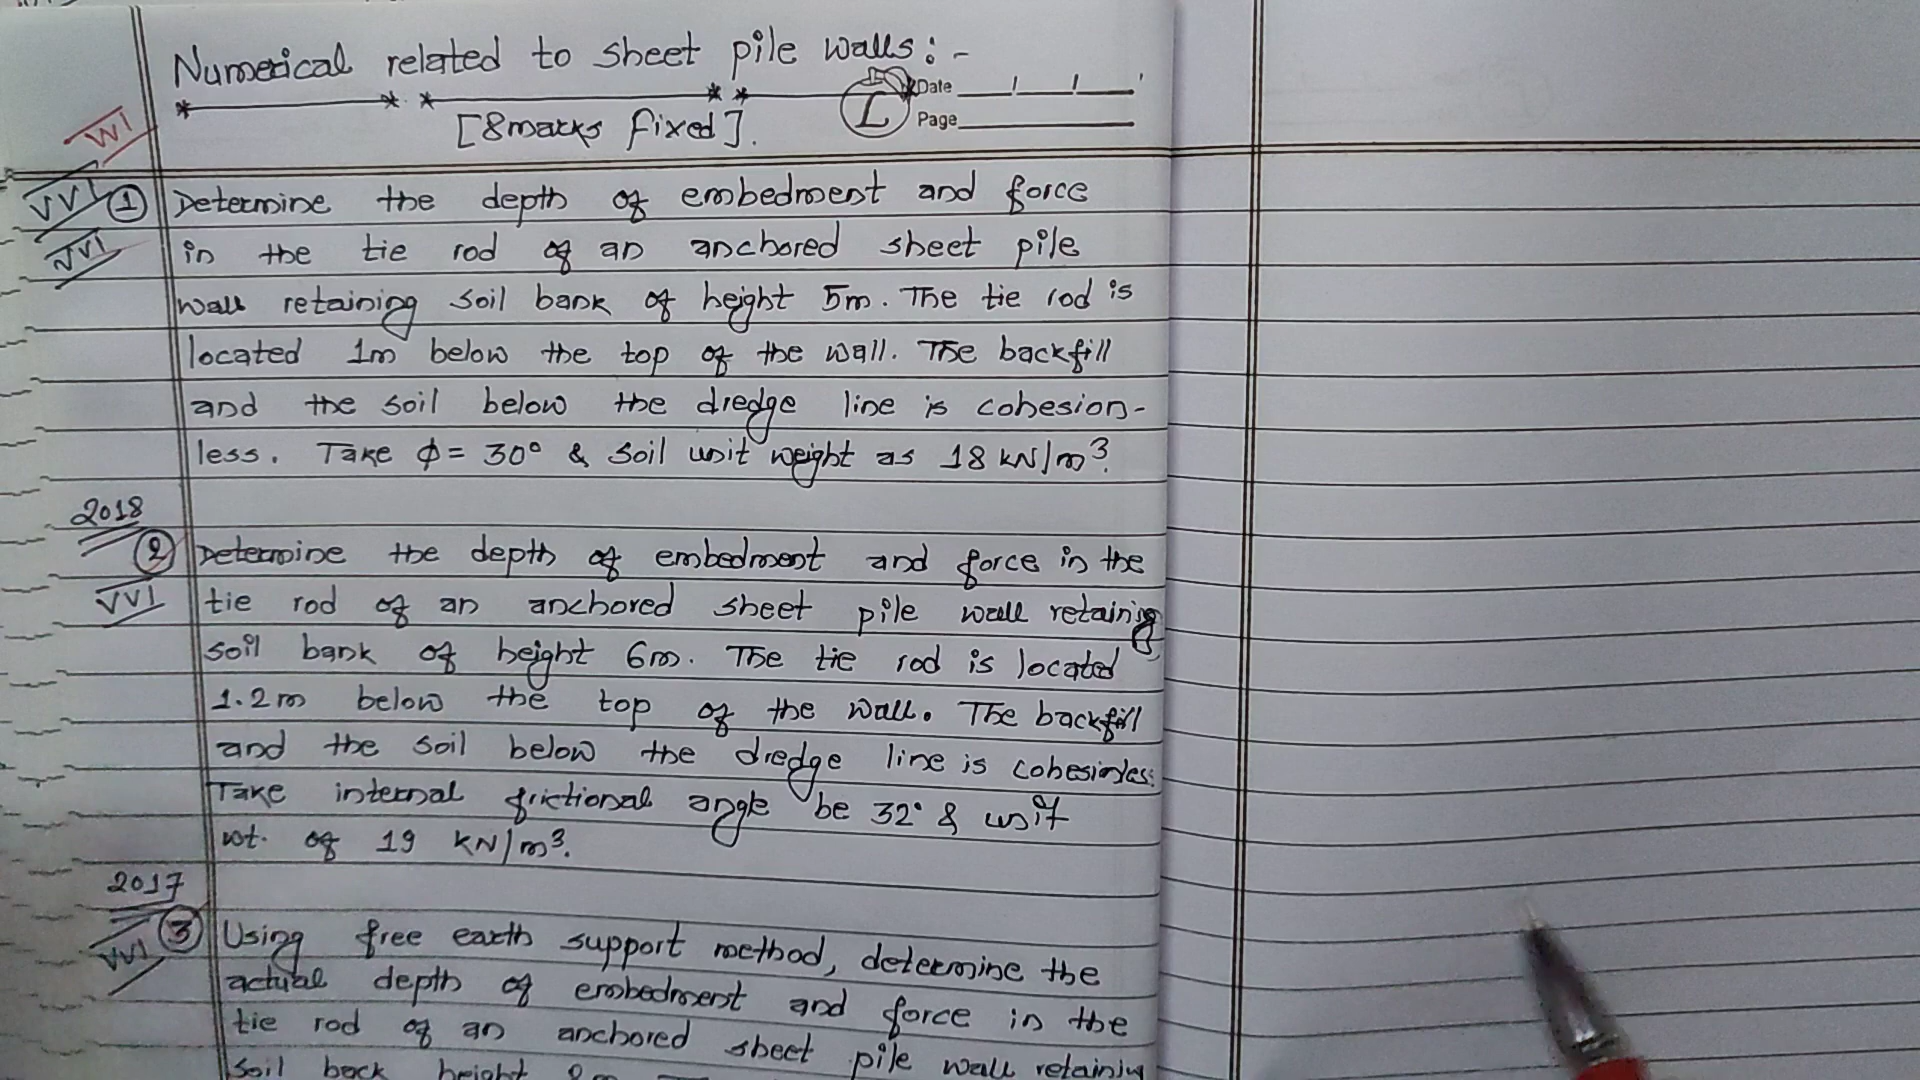 Numerical related to sheet pile walls:-
Date
[8marks fixed].
Page
VVI
VVI
① Determine the depth of embedment and force
VVI
in the tie rod of an anchored sheet pile
wall retaining soil bank of height 5m. The tie rod is
located 1m below the top of the wall. The backfill
and the soil below the dredge line is cohesion-
less. Take ϕ = 30° & soil unit weight as 18 kN/m³.
2018
② Determine the depth of embedment and force in the
VVI
tie rod of an anchored sheet pile wall retaining
soil bank of height 6m. The tie rod is located
1.2m below the top of the wall. The backfill
and the soil below the dredge line is cohesionless.
Take internal frictional angle be 32° & unit
wt. of 19 kN/m³.
2017
③ Using free earth support method, determine the
VVI
actual depth of embedment and force in the
tie rod of an anchored sheet pile wall retaining
soil back height